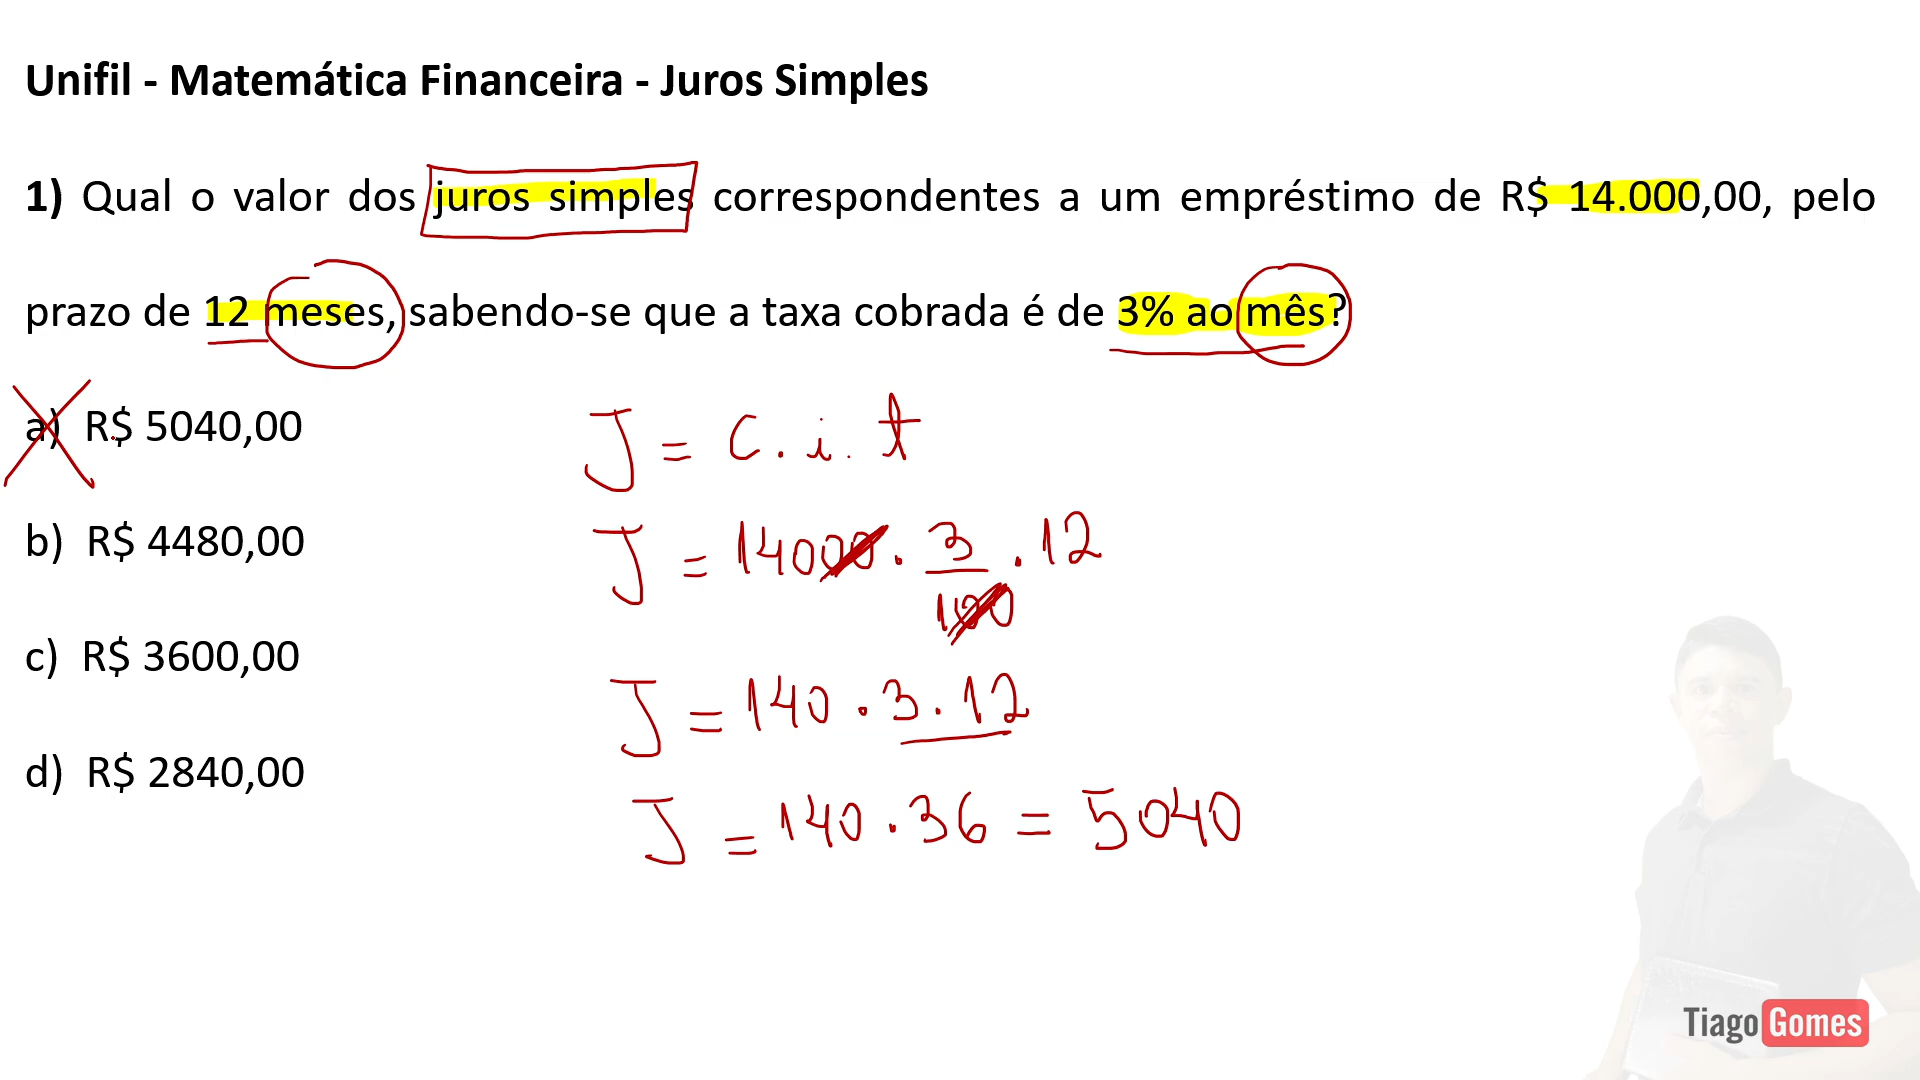 Unifil - Matemática Financeira - Juros Simples
1) Qual o valor dos juros simples correspondentes a um empréstimo de R$ 14.000,00, pelo
prazo de 12 meses, sabendo-se que a taxa cobrada é de 3% ao mês?
a) R$ 5040,00
b) R$ 4480,00
c) R$ 3600,00
d) R$ 2840,00
J = C . i . t
J = 14000 . 3/100 . 12
J = 140 . 3 . 12
J = 140 . 36 = 5040
Tiago Gomes